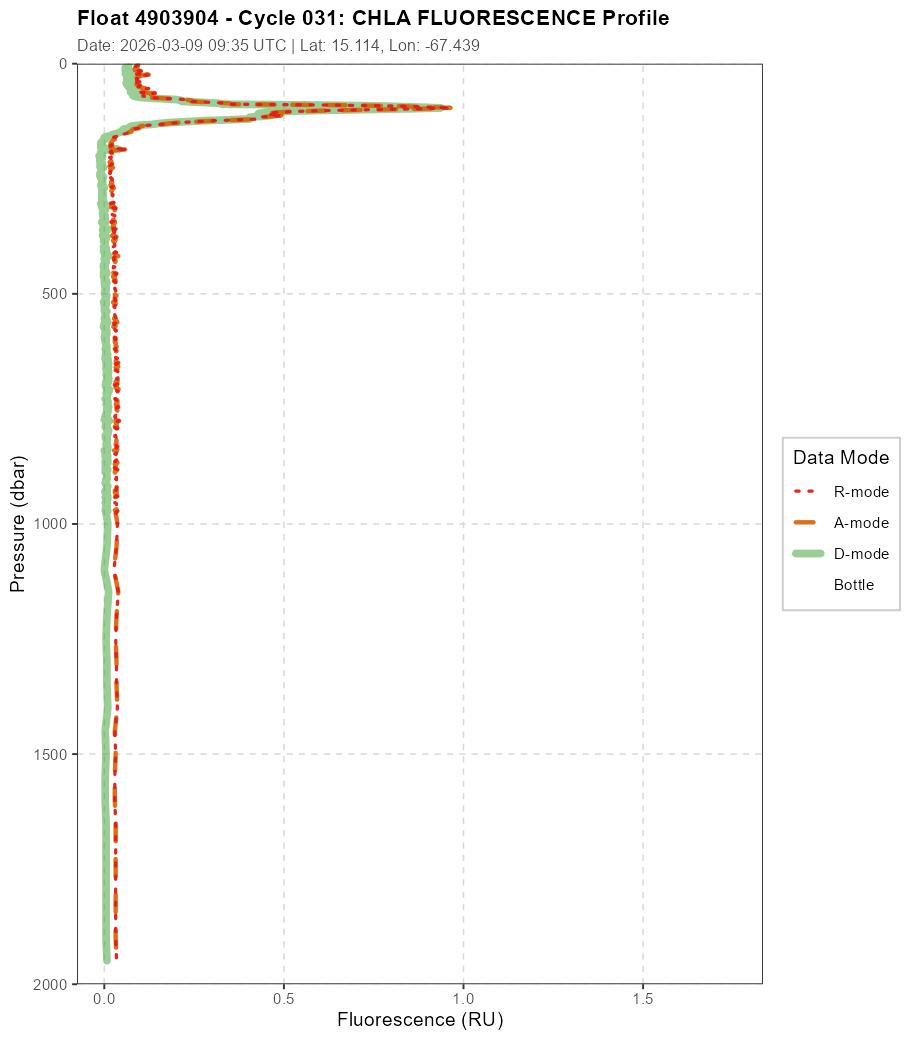 Float 4903904 - Cycle 031: CHLA FLUORESCENCE Profile
Date: 2026-03-09 09:35 UTC | Lat: 15.114, Lon: -67.439
0
500
1000
1500
2000
Pressure (dbar)
0.0
0.5
1.0
1.5
Fluorescence (RU)
Data Mode
R-mode
A-mode
D-mode
Bottle